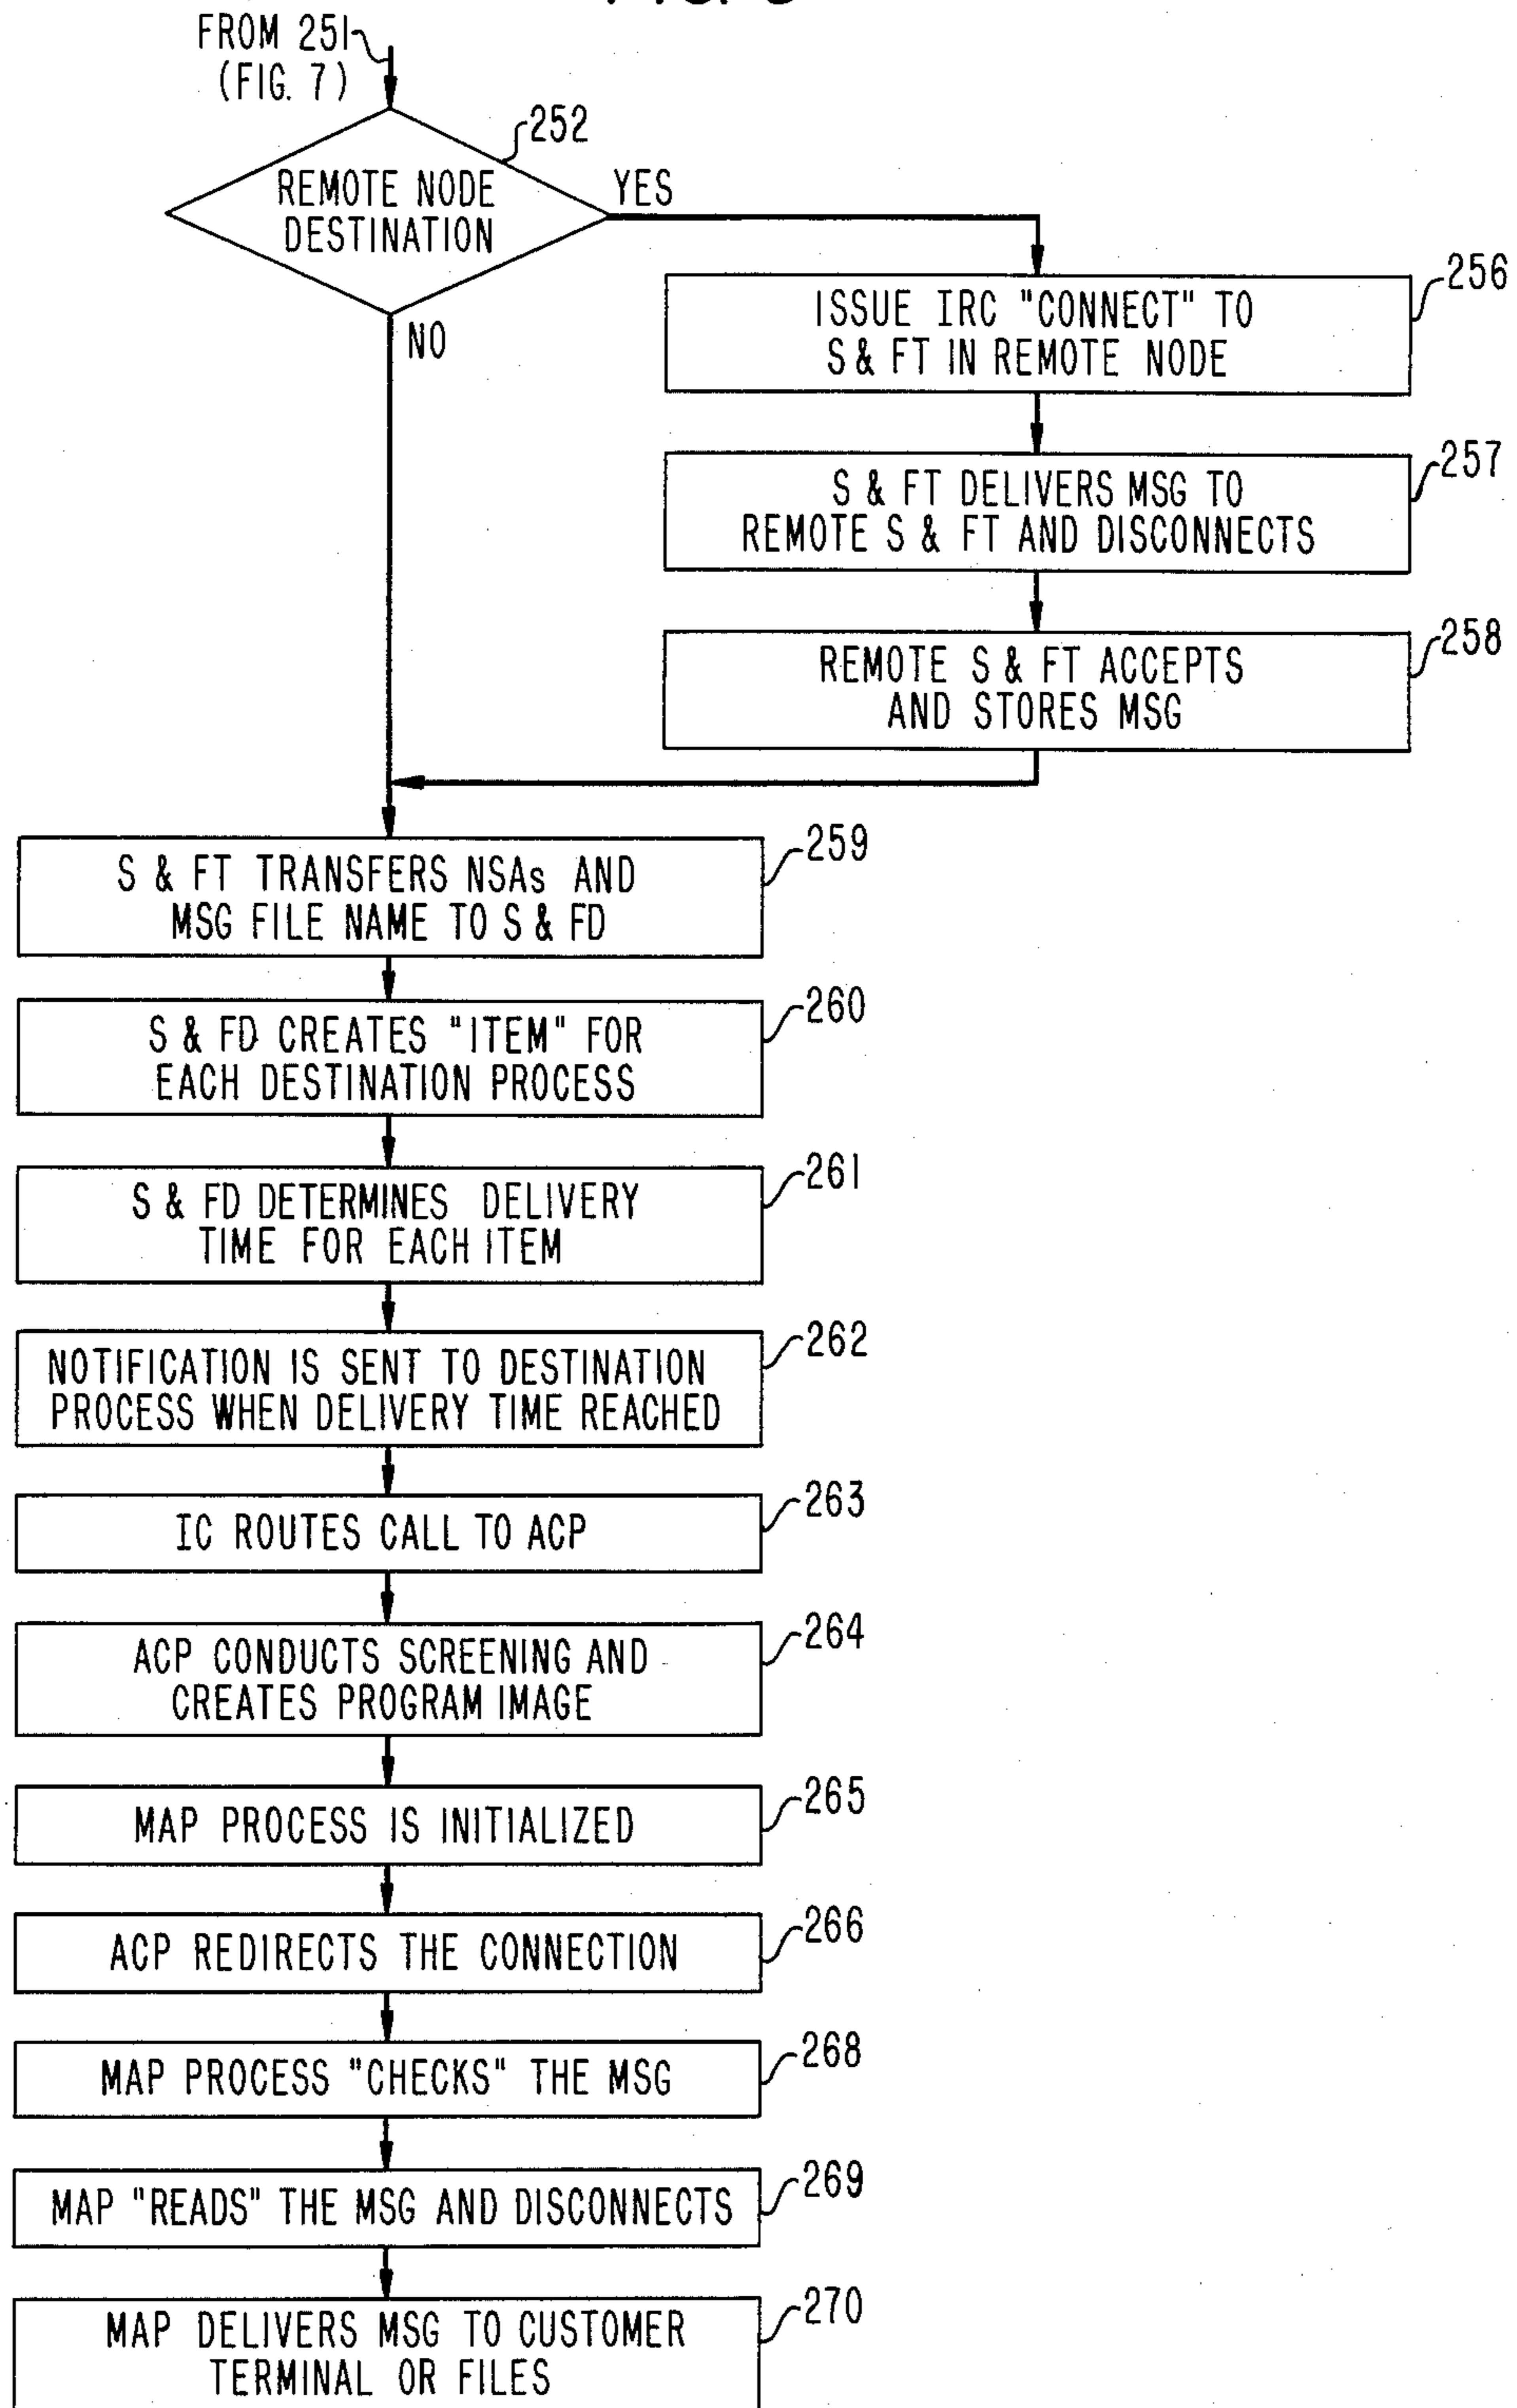 FROM 251
(FIG. 7)
252
REMOTE NODE
DESTINATION
YES
NO
256
ISSUE IRC "CONNECT" TO
S & FT IN REMOTE NODE
257
S & FT DELIVERS MSG TO
REMOTE S & FT AND DISCONNECTS
258
REMOTE S & FT ACCEPTS
AND STORES MSG
259
S & FT TRANSFERS NSAs AND
MSG FILE NAME TO S & FD
260
S & FD CREATES "ITEM" FOR
EACH DESTINATION PROCESS
261
S & FD DETERMINES DELIVERY
TIME FOR EACH ITEM
262
NOTIFICATION IS SENT TO DESTINATION
PROCESS WHEN DELIVERY TIME REACHED
263
IC ROUTES CALL TO ACP
264
ACP CONDUCTS SCREENING AND
CREATES PROGRAM IMAGE
265
MAP PROCESS IS INITIALIZED
266
ACP REDIRECTS THE CONNECTION
268
MAP PROCESS "CHECKS" THE MSG
269
MAP "READS" THE MSG AND DISCONNECTS
270
MAP DELIVERS MSG TO CUSTOMER
TERMINAL OR FILES